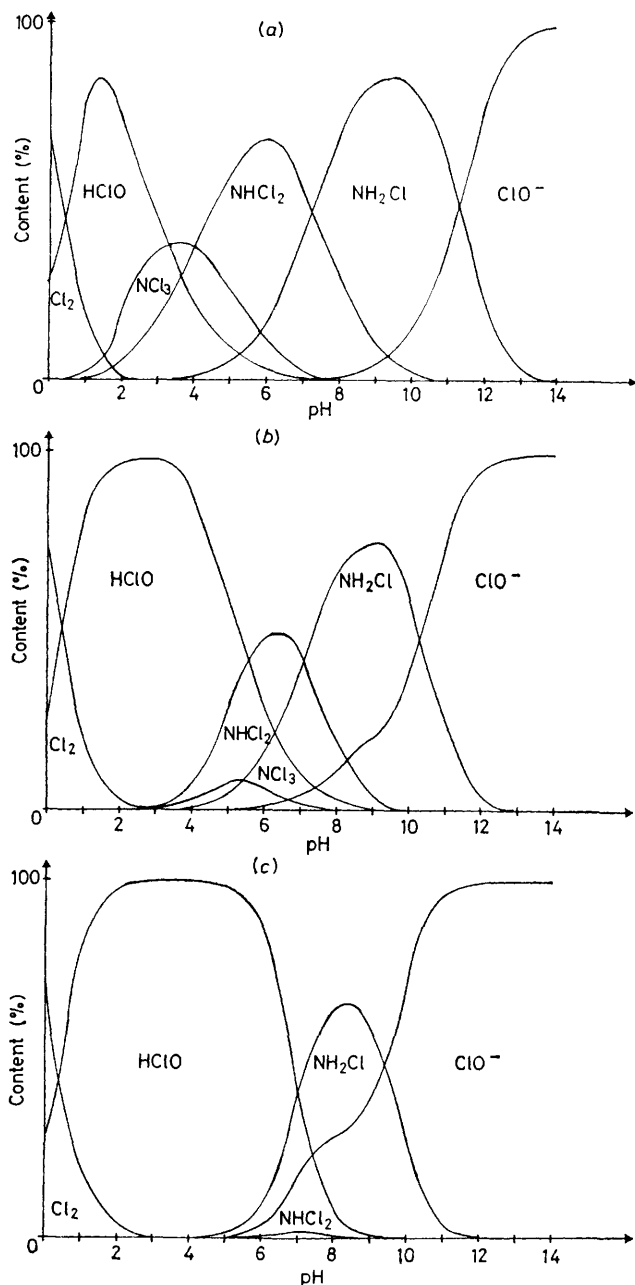 100
(a)
Content (%)
HClO
NHCl₂
NH₂Cl
ClO⁻
Cl₂
NCl₃
0
2 4 6 8 10 12 14
pH
(b)
100
Content (%)
HClO
NH₂Cl
ClO⁻
Cl₂
NHCl₂
NCl₃
0
2 4 6 8 10 12 14
pH
(c)
100
Content (%)
HClO
NH₂Cl
ClO⁻
Cl₂
NHCl₂
0
2 4 6 8 10 12 14
pH